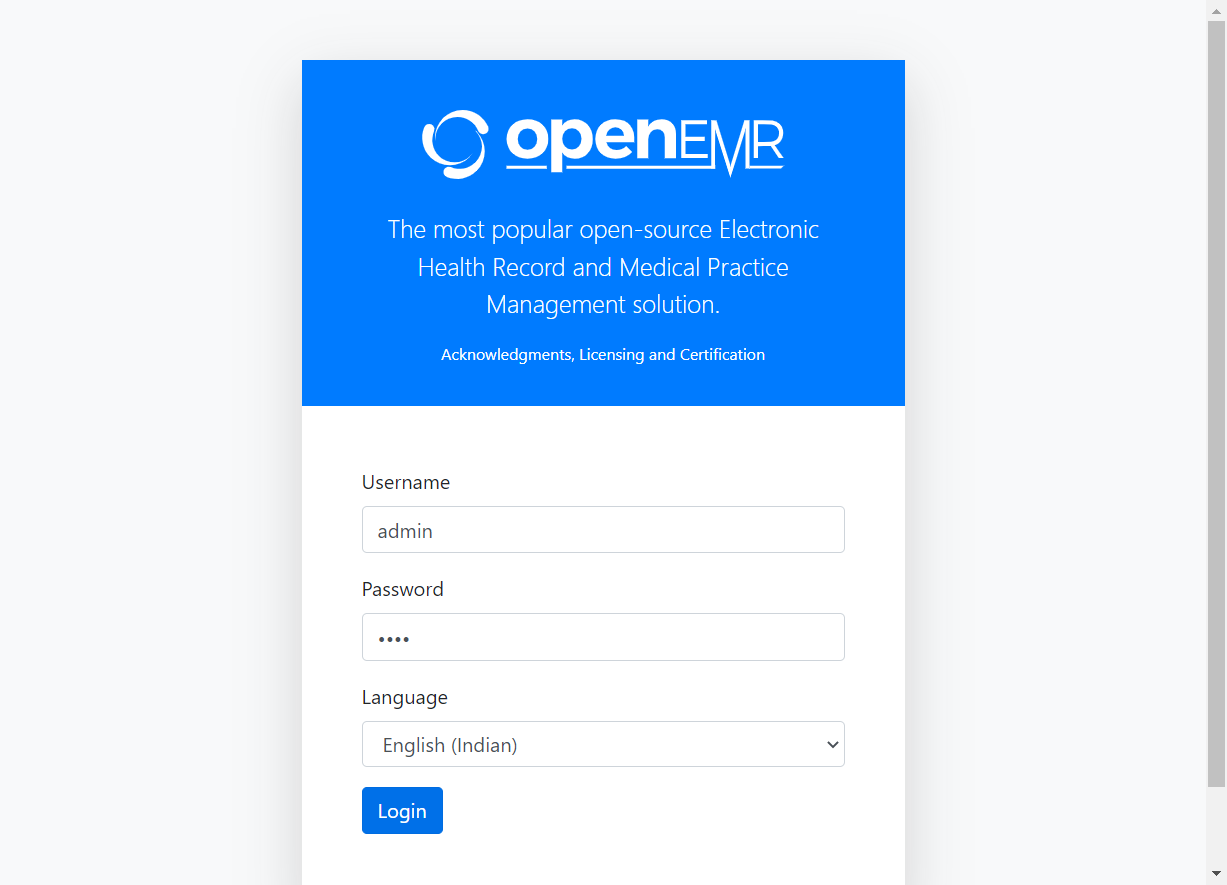 openEMR
The most popular open-source Electronic
Health Record and Medical Practice
Management solution.
Acknowledgments, Licensing and Certification
Username
admin
Password
••••
Language
English (Indian)
Login